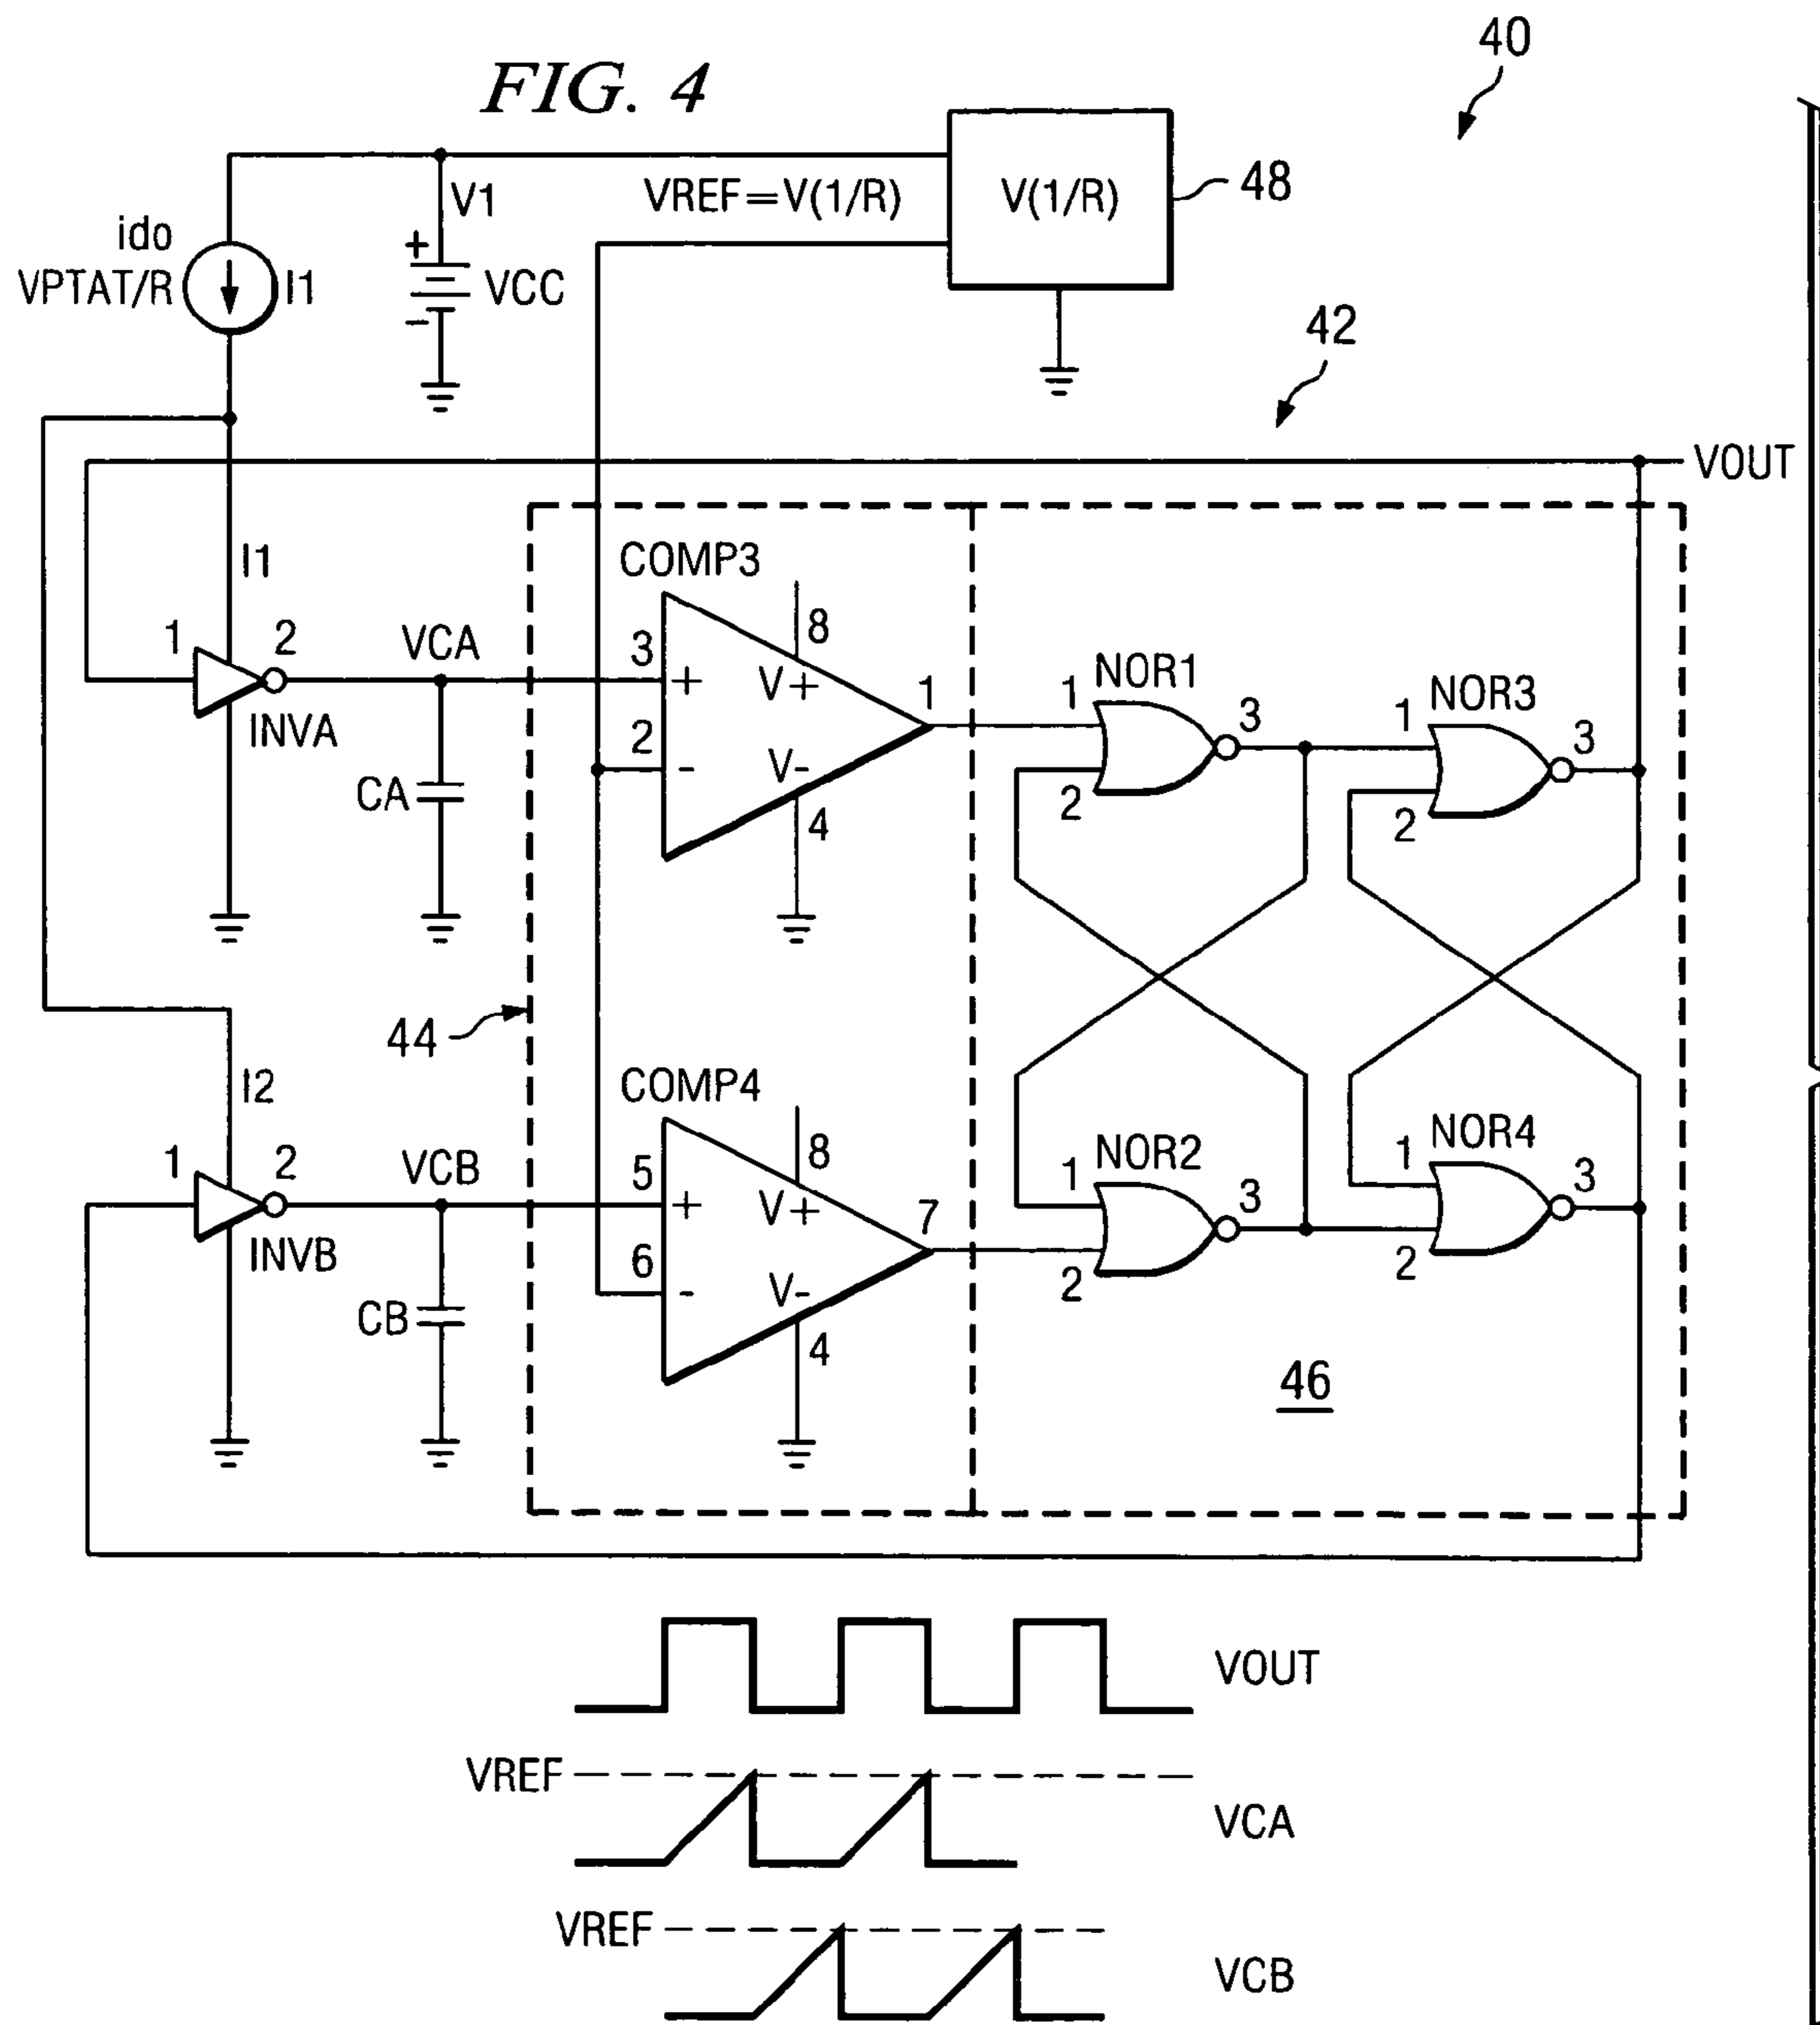 FIG. 4
40
V1
VREF=V(1/R)
V(1/R)
48
ido
VPTAT/R
I1
+
VCC
-
42
VOUT
I1
COMP3
8
1
2
VCA
3
+
V+
1
NOR1
1
3
NOR3
1
3
INVA
2
-
V-
2
2
CA
4
44
I2
COMP4
8
1
2
VCB
5
+
V+
7
NOR2
1
3
NOR4
1
3
INVB
6
-
V-
2
2
CB
4
46
VOUT
VREF
VCA
VREF
VCB